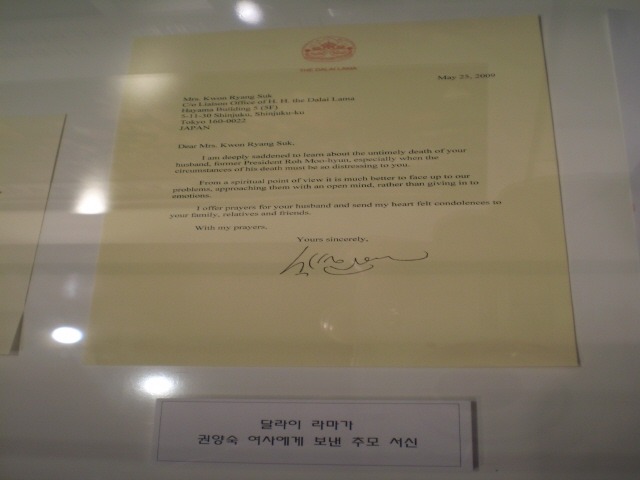 THE DALAI LAMA
May 25, 2009
Mrs. Kwon Ryang Suk
C/o Liaison Office of H. H. the Dalai Lama
Hayama Building 5 (5F)
5-11-30 Shinjuku, Shinjuku-ku
Tokyo 160-0022
JAPAN
Dear Mrs. Kwon Ryang Suk,
I am deeply saddened to learn about the untimely death of your
husband, former President Roh Moo-hyun, especially when the
circumstances of his death must be so distressing to you.
From a spiritual point of view it is much better to face up to our
problems, approaching them with an open mind, rather than giving in to
emotions.
I offer prayers for your husband and send my heart felt condolences to
your family, relatives and friends.
With my prayers,
Yours sincerely,
달라이 라마가
권양숙 여사에게 보낸 추모 서신